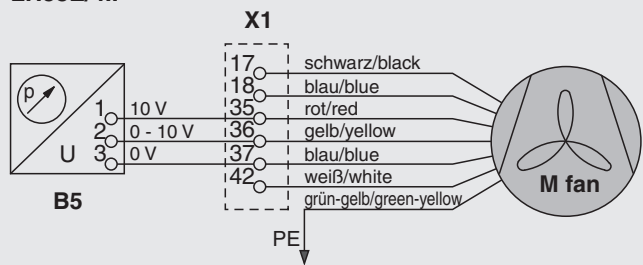 X1
17 schwarz/black
18 blau/blue
1 10 V 35 rot/red
2 0 - 10 V 36 gelb/yellow
3 0 V 37 blau/blue
42 weiß/white
grün-gelb/green-yellow
p
U
B5
M fan
PE